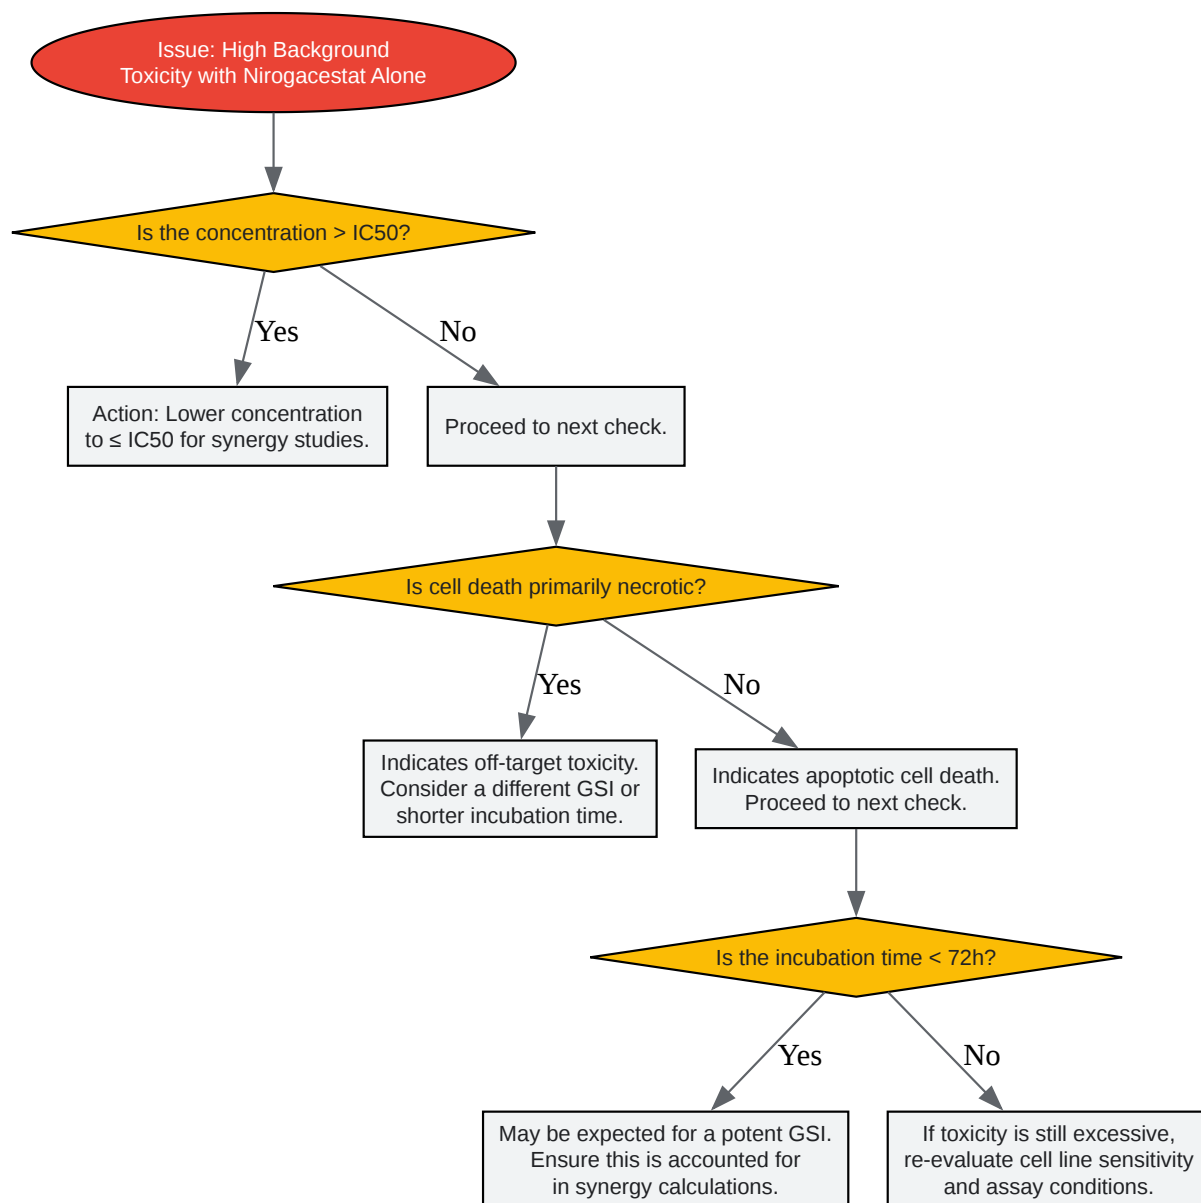 Issue: High Background
Toxicity with Nirogacestat Alone
Is the concentration > IC50?
Yes
No
Action: Lower concentration
to ≤ IC50 for synergy studies.
Proceed to next check.
Is cell death primarily necrotic?
Yes
No
Indicates off-target toxicity.
Consider a different GSI or
shorter incubation time.
Indicates apoptotic cell death.
Proceed to next check.
Is the incubation time < 72h?
Yes
No
May be expected for a potent GSI.
Ensure this is accounted for
in synergy calculations.
If toxicity is still excessive,
re-evaluate cell line sensitivity
and assay conditions.